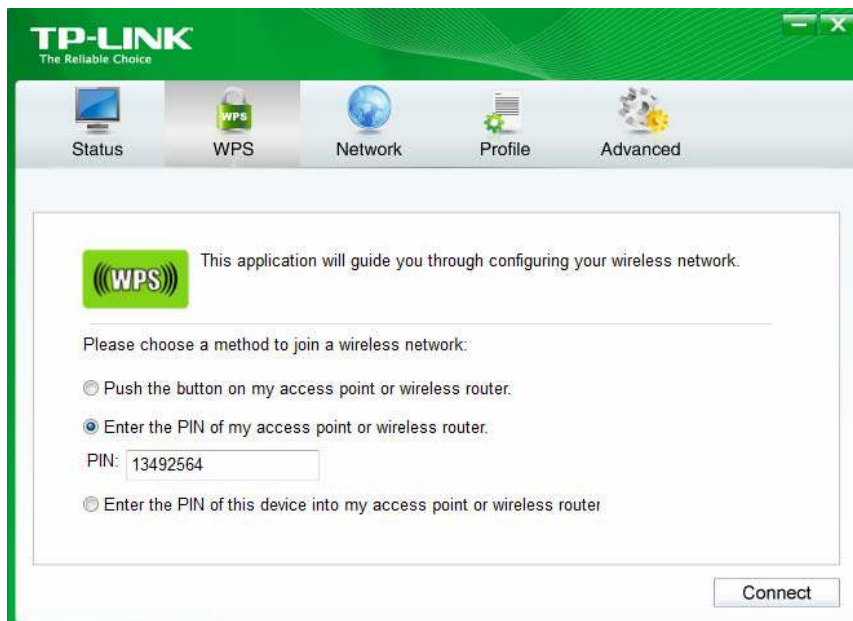 TP-LINK
The Reliable Choice
Status WPS Network Profile Advanced
WPS
(((WPS)))
This application will guide you through configuring your wireless network.
Please choose a method to join a wireless network:
Push the button on my access point or wireless router.
Enter the PIN of my access point or wireless router.
PIN: 13492564
Enter the PIN of this device into my access point or wireless router
Connect